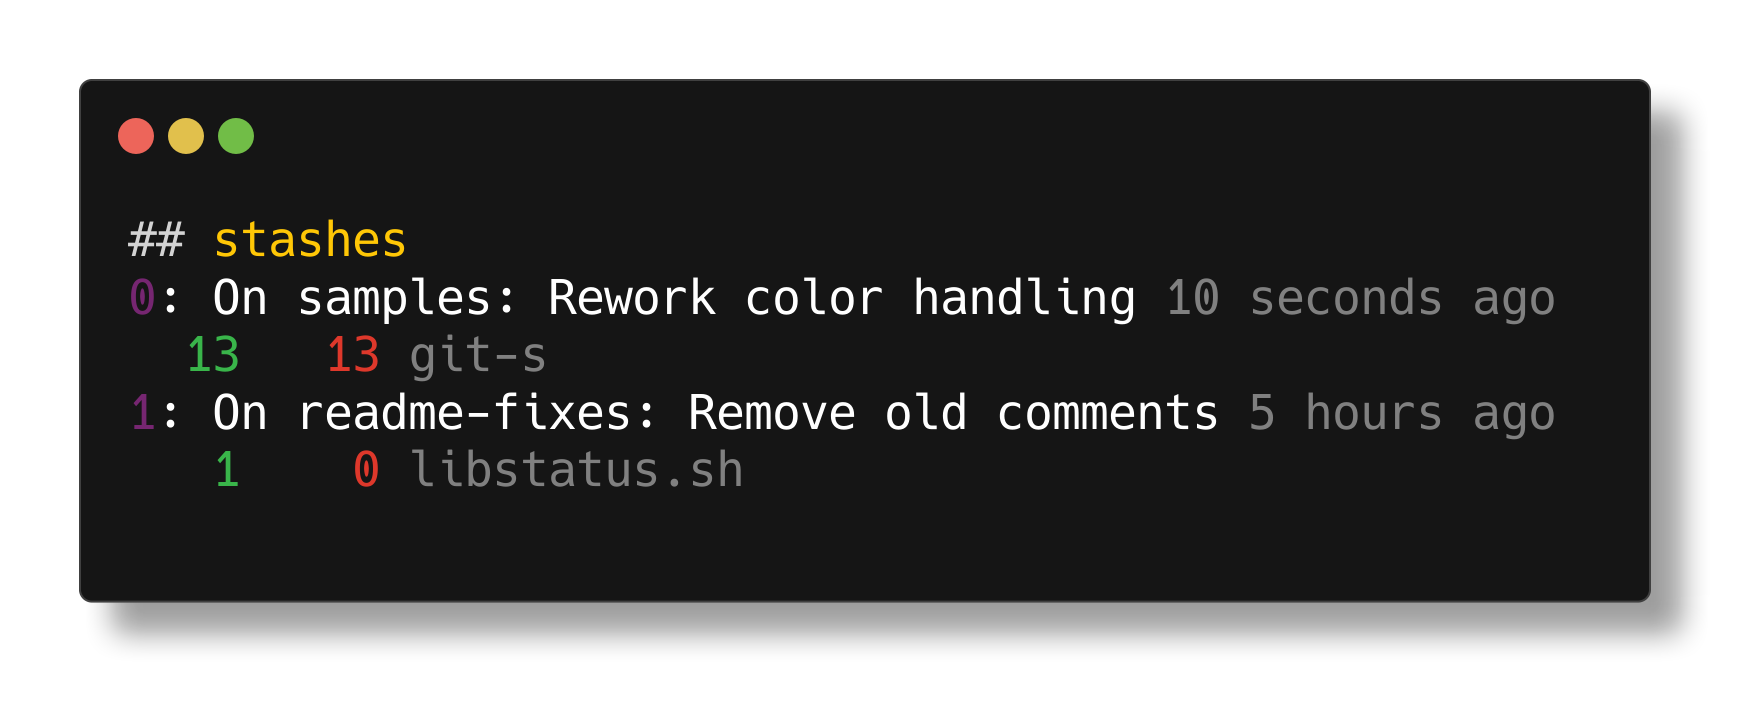 ## stashes
0: On samples: Rework color handling 10 seconds ago
13 13 git-s
1: On readme-fixes: Remove old comments 5 hours ago
1 0 libstatus.sh